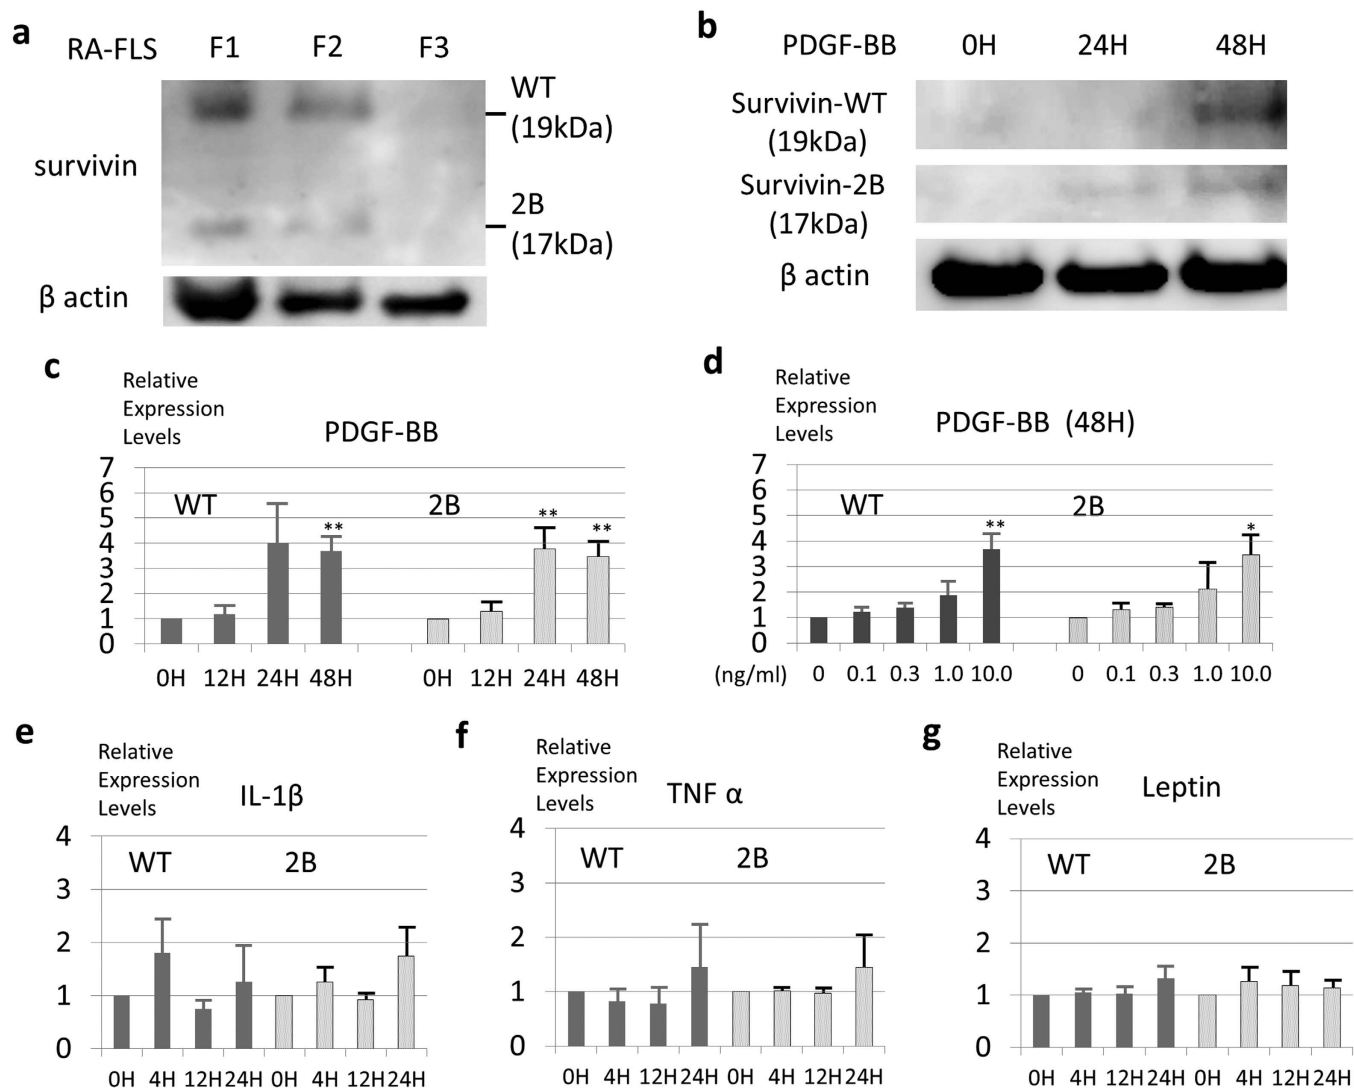 a
RA-FLS F1 F2 F3
WT
(19kDa)
survivin
2B
(17kDa)
β actin
b
PDGF-BB 0H 24H 48H
Survivin-WT
(19kDa)
Survivin-2B
(17kDa)
β actin
c
Relative
Expression
Levels
PDGF-BB
7
6
5
4
3
2
1
0
WT 2B
** ** **
0H 12H 24H 48H 0H 12H 24H 48H
d
Relative
Expression
Levels
PDGF-BB (48H)
7
6
5
4
3
2
1
0
WT 2B
** *
(ng/ml) 0 0.1 0.3 1.0 10.0 0 0.1 0.3 1.0 10.0
e
Relative
Expression
Levels
IL-1β
4
3
2
1
0
WT 2B
0H 4H 12H 24H 0H 4H 12H 24H
f
Relative
Expression
Levels
TNF α
4
3
2
1
0
WT 2B
0H 4H 12H 24H 0H 4H 12H 24H
g
Relative
Expression
Levels
Leptin
4
3
2
1
0
WT 2B
0H 4H 12H 24H 0H 4H 12H 24H